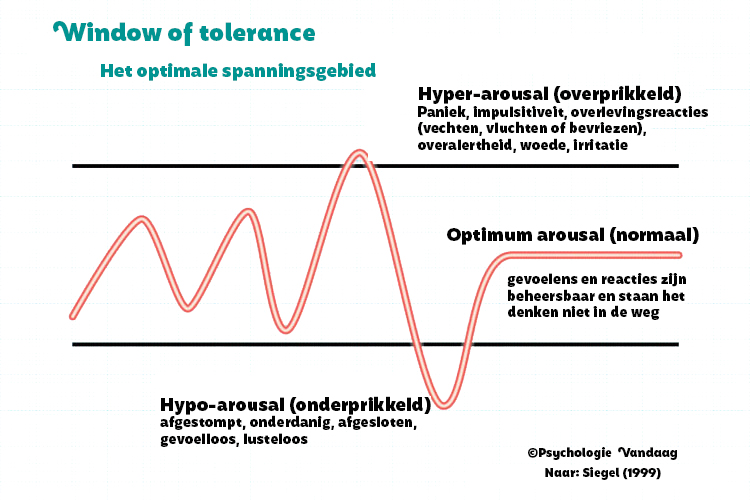 Window of tolerance
Het optimale spanningsgebied
Hyper-arousal (overprikkeld)
Paniek, impulsitiveit, overlevingsreacties
(vechten, vluchten of bevriezen),
overalertheid, woede, irritatie
Optimum arousal (normaal)
gevoelens en reacties zijn
beheersbaar en staan het
denken niet in de weg
Hypo-arousal (onderprikkeld)
afgestompt, onderdanig, afgesloten,
gevoelloos, lusteloos
©Psychologie Vandaag
Naar: Siegel (1999)